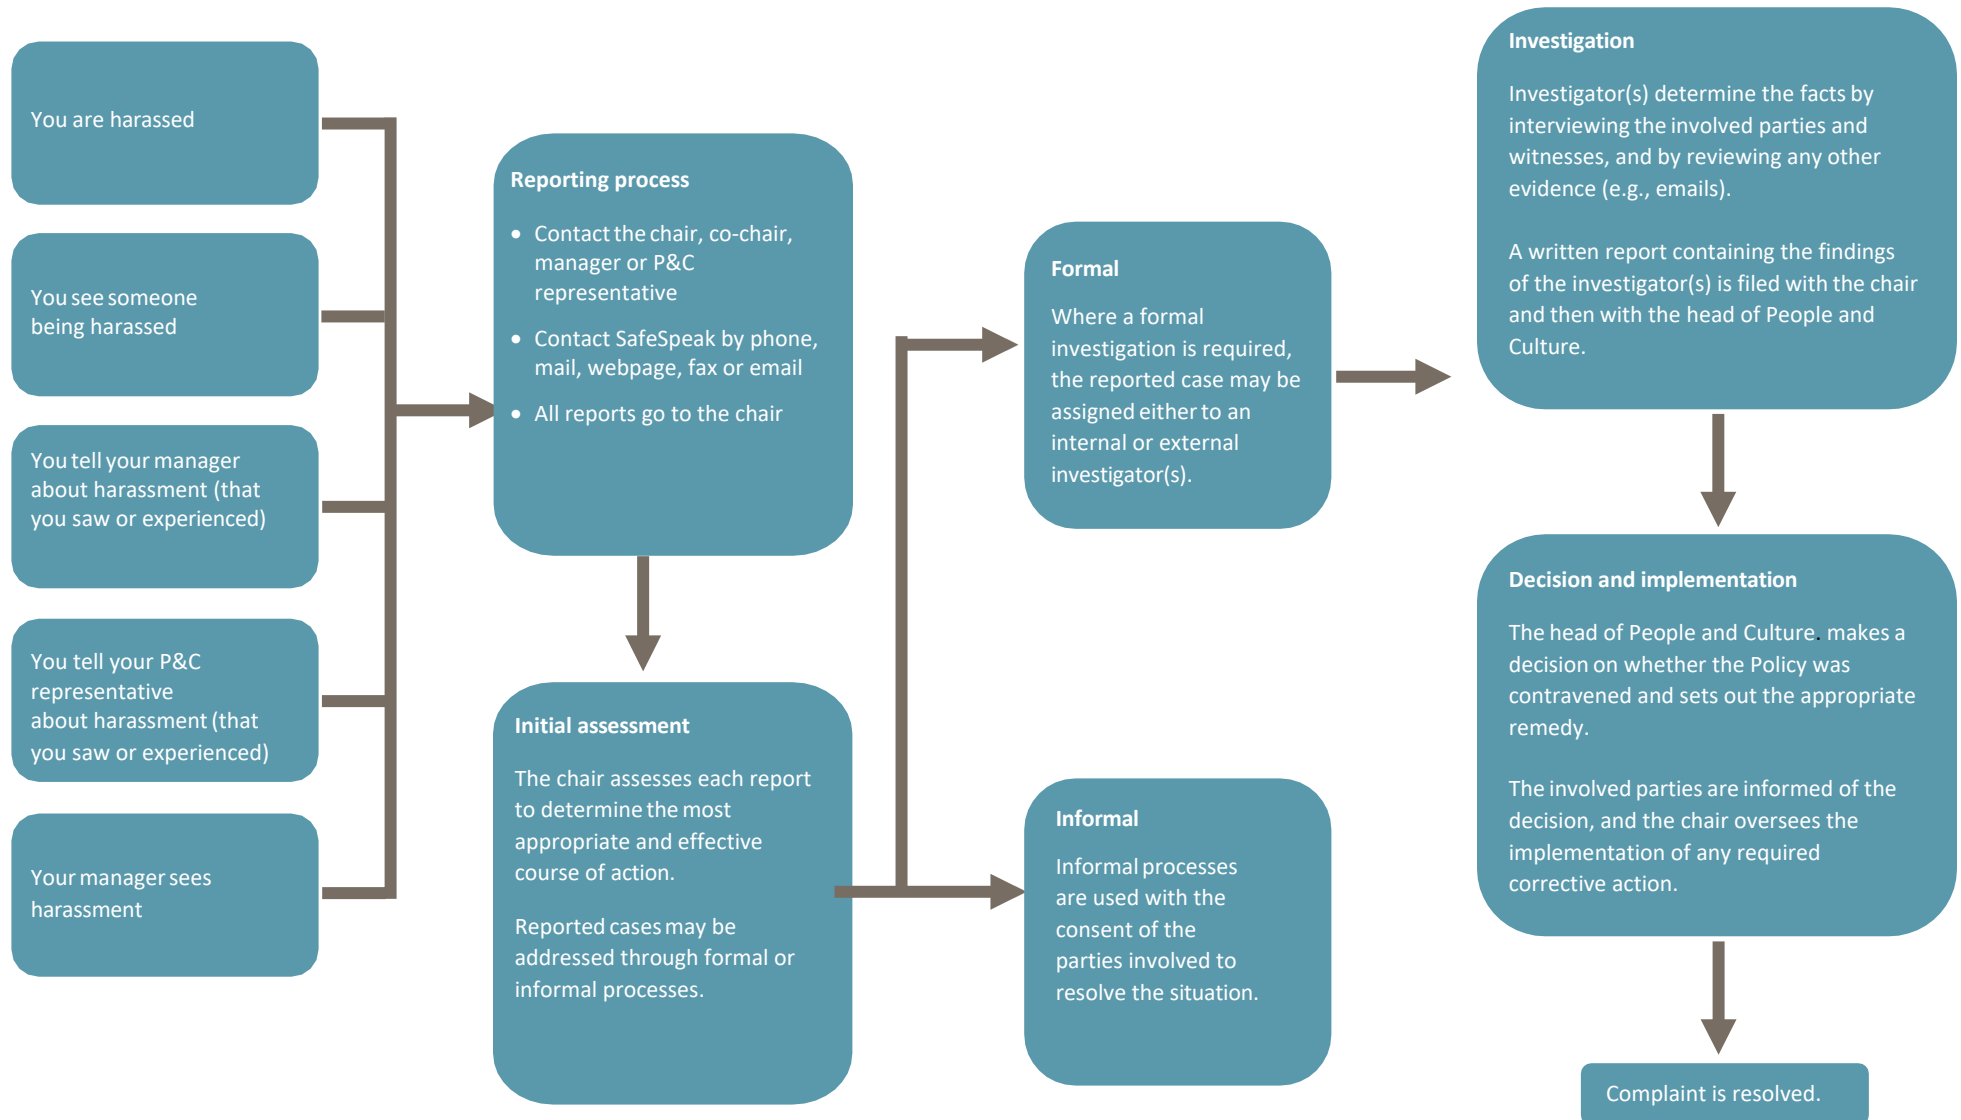 You are harassed
You see someone
being harassed
You tell your manager
about harassment (that
you saw or experienced)
You tell your P&C
representative
about harassment (that
you saw or experienced)
Your manager sees
harassment
Reporting process
• Contact the chair, co-chair,
manager or P&C
representative
• Contact SafeSpeak by phone,
mail, webpage, fax or email
• All reports go to the chair
Initial assessment
The chair assesses each report
to determine the most
appropriate and effective
course of action.
Reported cases may be
addressed through formal or
informal processes.
Formal
Where a formal
investigation is required,
the reported case may be
assigned either to an
internal or external
investigator(s).
Informal
Informal processes
are used with the
consent of the
parties involved to
resolve the situation.
Investigation
Investigator(s) determine the facts by
interviewing the involved parties and
witnesses, and by reviewing any other
evidence (e.g., emails).
A written report containing the findings
of the investigator(s) is filed with the chair
and then with the head of People and
Culture.
Decision and implementation
The head of People and Culture. makes a
decision on whether the Policy was
contravened and sets out the appropriate
remedy.
The involved parties are informed of the
decision, and the chair oversees the
implementation of any required
corrective action.
Complaint is resolved.